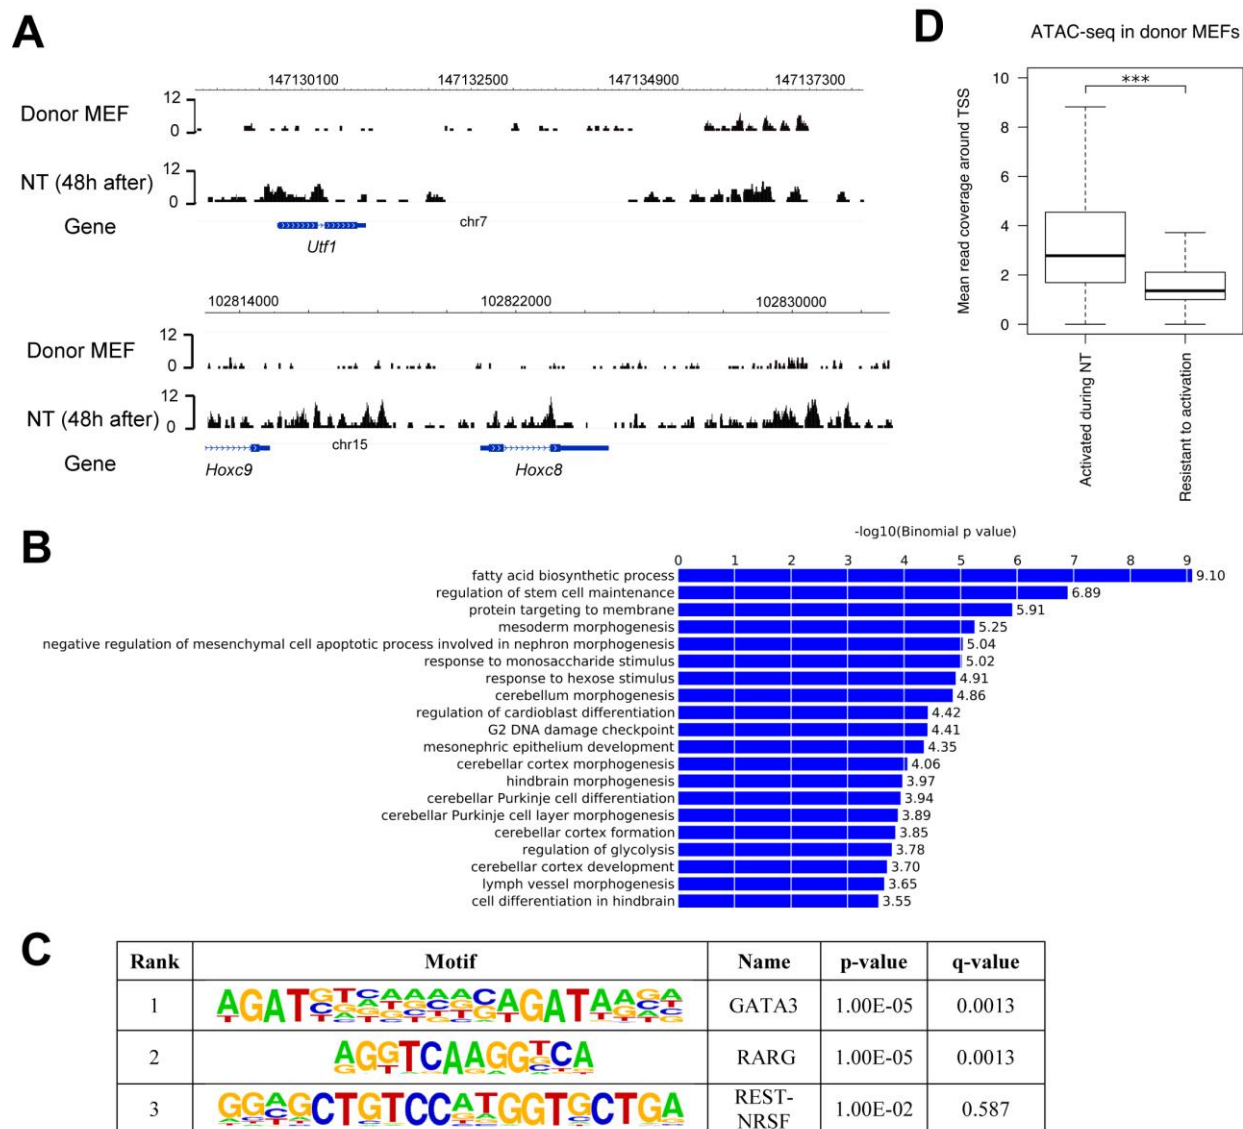 A
147130100 147132500 147134900 147137300
Donor MEF 12 0
NT (48h after) 12 0
Gene chr7
Utf1
102814000 102822000 102830000
Donor MEF 12 0
NT (48h after) 12 0
Gene chr15
Hoxc9 Hoxc8
D
ATAC-seq in donor MEFs
***
Mean read coverage around TSS
10
8
6
4
2
0
Activated during NT
Resistant to activation
B
-log10(Binomial p value)
0 1 2 3 4 5 6 7 8 9
fatty acid biosynthetic process 9.10
regulation of stem cell maintenance 6.89
protein targeting to membrane 5.91
mesoderm morphogenesis 5.25
negative regulation of mesenchymal cell apoptotic process involved in nephron morphogenesis 5.04
response to monosaccharide stimulus 5.02
response to hexose stimulus 4.91
cerebellum morphogenesis 4.86
regulation of cardioblast differentiation 4.42
G2 DNA damage checkpoint 4.41
mesonephric epithelium development 4.35
cerebellar cortex morphogenesis 4.06
hindbrain morphogenesis 3.97
cerebellar Purkinje cell differentiation 3.94
cerebellar Purkinje cell layer morphogenesis 3.89
cerebellar cortex formation 3.85
regulation of glycolysis 3.78
cerebellar cortex development 3.70
lymph vessel morphogenesis 3.65
cell differentiation in hindbrain 3.55
C
Rank Motif Name p-value q-value
1 GATA3 1.00E-05 0.0013
2 AGGTCAAGGTCA RARG 1.00E-05 0.0013
3 GGAGCTGTCCATGGTGCTGA REST-NRSF 1.00E-02 0.587